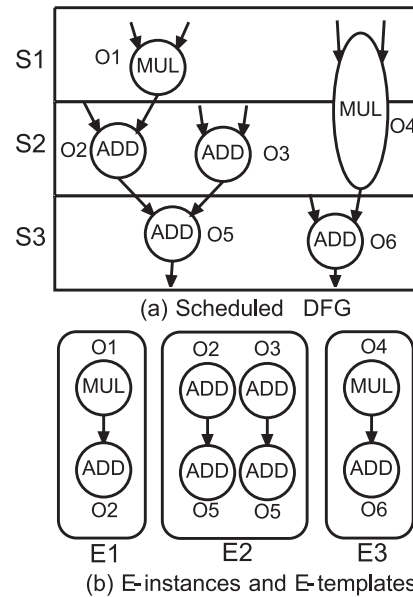 S1
O1
MUL
S2
O2
ADD
ADD
O3
MUL
O4
S3
ADD
O5
ADD
O6
(a) Scheduled DFG
O1
O2
O3
O4
MUL
ADD
ADD
MUL
ADD
ADD
ADD
ADD
O2
O5
O5
O6
E1
E2
E3
(b) E-instances and E-templates